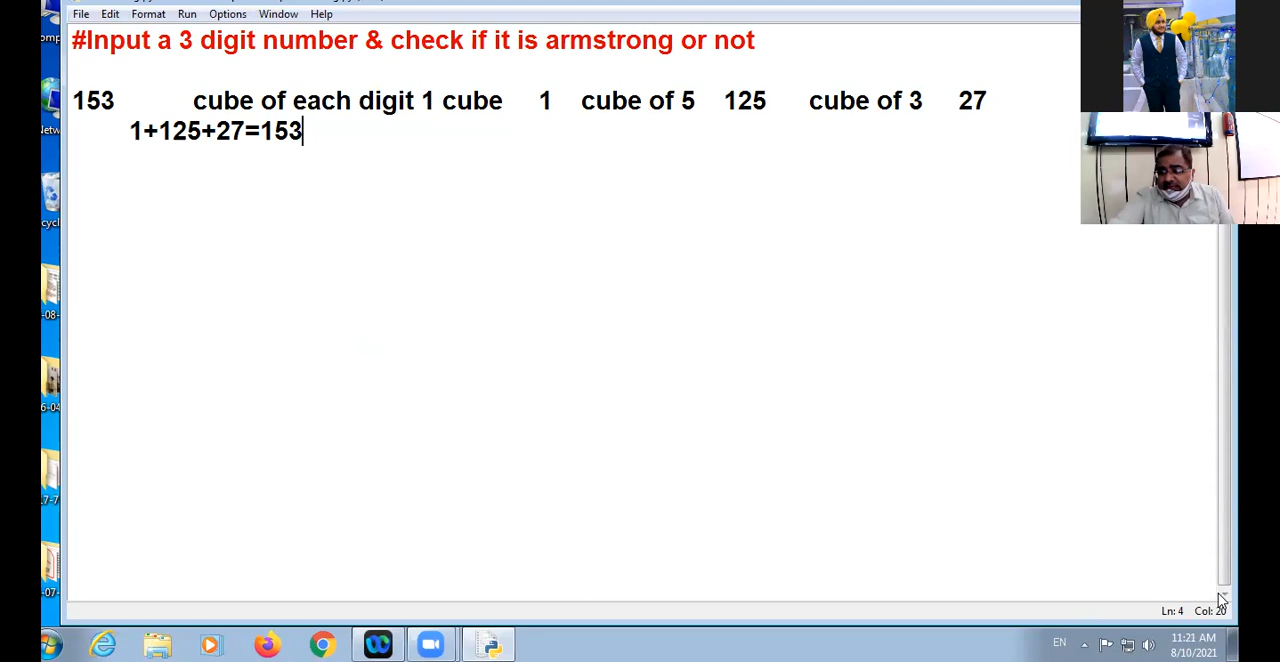 File Edit Format Run Options Window Help
#Input a 3 digit number & check if it is armstrong or not
153 cube of each digit 1 cube 1 cube of 5 125 cube of 3 27
1+125+27=153
Ln: 4 Col: 20
EN
11:21 AM
8/10/2021